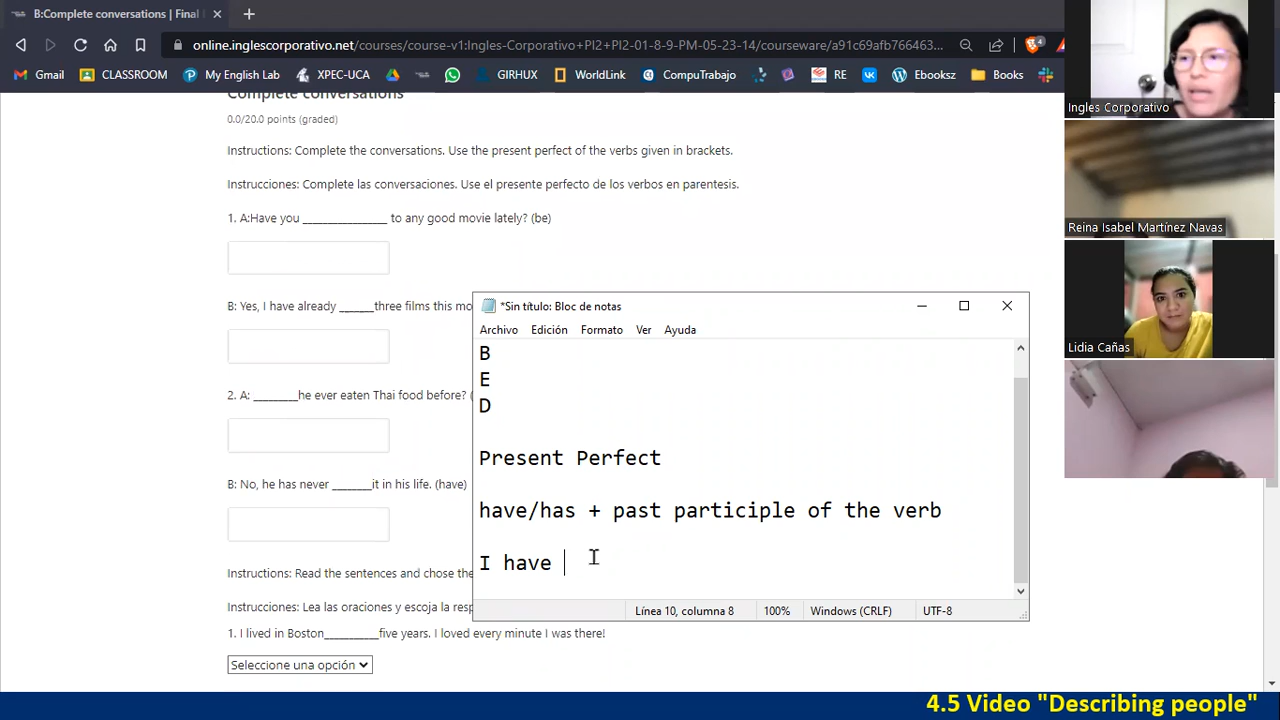 B:Complete conversations | Final
online.inglescorporativo.net/courses/course-v1:Ingles-Corporativo+PI2+PI2-01-8-9-PM-05-23-14/courseware/a91c69afb766463...
4
Gmail CLASSROOM My English Lab XPEC-UCA GIRHUX WorldLink CompuTrabajo RE Ebooksz Books
Complete conversations
0.0/20.0 points (graded)
Instructions: Complete the conversations. Use the present perfect of the verbs given in brackets.
Instrucciones: Complete las conversaciones. Use el presente perfecto de los verbos en parentesis.
1. A:Have you ________________ to any good movie lately? (be)
B: Yes, I have already _______three films this mo
2. A: ________he ever eaten Thai food before? (
B: No, he has never _______it in his life. (have)
Instructions: Read the sentences and chose the
Instrucciones: Lea las oraciones y escoja la resp
1. I lived in Boston__________five years. I loved every minute I was there!
Seleccione una opción
*Sin título: Bloc de notas
Archivo Edición Formato Ver Ayuda
B
E
D
Present Perfect
have/has + past participle of the verb
I have
Línea 10, columna 8 100% Windows (CRLF) UTF-8
Ingles Corporativo
Reina Isabel Martínez Navas
Lidia Cañas
4.5 Video "Describing people"